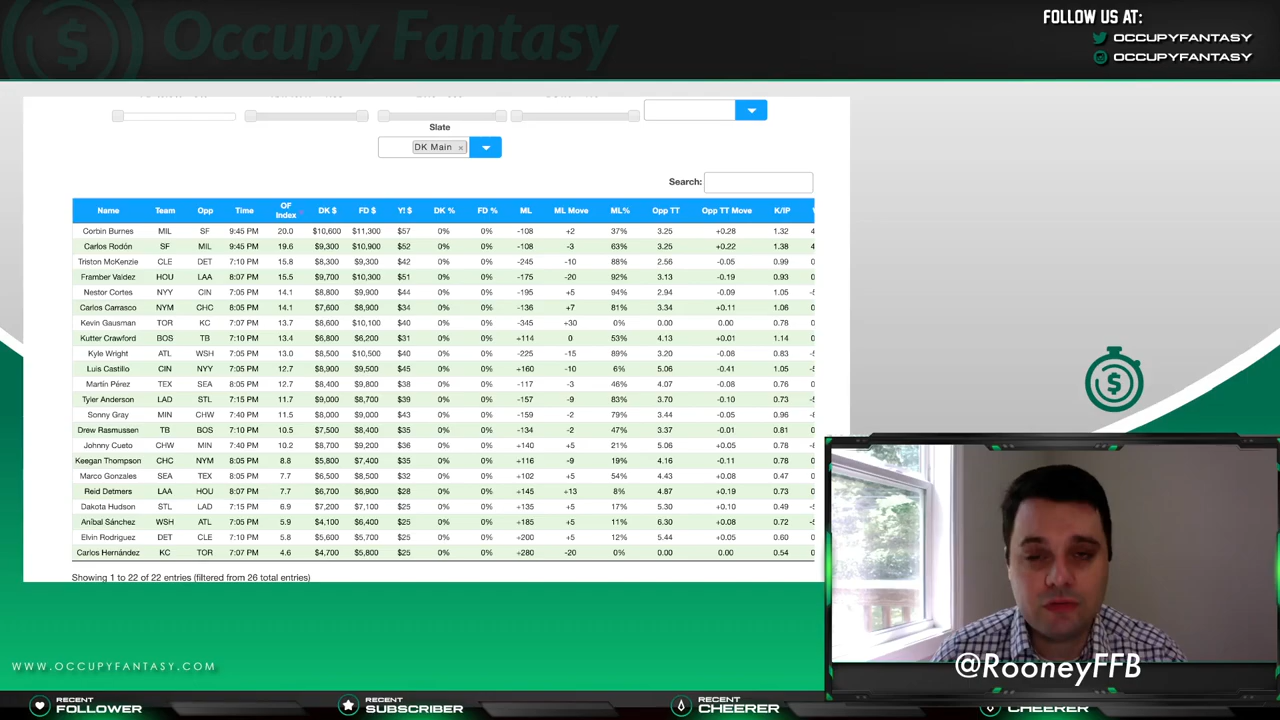 Occupy Fantasy
FOLLOW US AT:
OCCUPYFANTASY
OCCUPYFANTASY
Slate
DK Main ×
Search:
Name Team Opp Time OF Index DK $ FD $ Y! $ DK % FD % ML ML Move ML% Opp TT Opp TT Move K/IP
Corbin Burnes MIL SF 9:45 PM 20.0 $10,600 $11,300 $57 0% 0% -108 +2 37% 3.25 +0.28 1.32
Carlos Rodón SF MIL 9:45 PM 19.6 $9,300 $10,900 $52 0% 0% -108 -3 63% 3.25 +0.22 1.38
Triston McKenzie CLE DET 7:10 PM 15.8 $8,300 $9,300 $42 0% 0% -245 -10 88% 2.56 -0.05 0.99
Framber Valdez HOU LAA 8:07 PM 15.5 $9,700 $10,300 $51 0% 0% -175 -20 92% 3.13 -0.19 0.93
Nestor Cortes NYY CIN 7:05 PM 14.1 $8,800 $9,900 $44 0% 0% -195 +5 94% 2.94 -0.09 1.05
Carlos Carrasco NYM CHC 8:05 PM 14.1 $7,600 $8,900 $34 0% 0% -136 +7 81% 3.34 +0.11 1.06
Kevin Gausman TOR KC 7:07 PM 13.7 $8,600 $10,100 $40 0% 0% -345 +30 0% 0.00 0.00 0.78
Kutter Crawford BOS TB 7:10 PM 13.4 $6,800 $6,200 $31 0% 0% +114 0 53% 4.13 +0.01 1.14
Kyle Wright ATL WSH 7:05 PM 13.0 $8,500 $10,500 $40 0% 0% -225 -15 89% 3.20 -0.08 0.83
Luis Castillo CIN NYY 7:05 PM 12.7 $8,900 $9,500 0% 0% +160 -10 6% 5.06 -0.41 1.05
Martín Pérez TEX SEA 8:05 PM 12.7 $8,400 $9,800 $38 0% 0% -117 -3 46% 4.07 -0.08 0.76
Tyler Anderson LAD STL 7:15 PM 11.7 $9,000 $8,700 $39 0% 0% -157 -9 83% 3.70 -0.10 0.73
Sonny Gray MIN CHW 7:40 PM 11.5 $8,000 $9,000 $43 0% 0% -159 -2 79% 3.44 -0.05 0.96
Drew Rasmussen TB BOS 7:10 PM 10.5 $7,500 $8,400 $35 0% 0% -134 -2 47% 3.37 -0.01 0.81
Johnny Cueto CHW MIN 7:40 PM 10.2 $8,700 $9,200 $36 0% 0% +140 +5 21% 5.06 +0.05 0.78
Keegan Thompson CHC NYM 8:05 PM 8.8 $5,800 $7,400 $35 0% 0% +116 -9 19% 4.16 -0.11 0.78
Marco Gonzales SEA TEX 8:05 PM 7.7 $6,500 $8,500 $32 0% 0% +102 +5 54% 4.43 +0.08 0.47
Reid Detmers LAA HOU 8:07 PM 7.7 $6,700 $6,900 $28 0% 0% +145 +13 8% 4.87 +0.19 0.73
Dakota Hudson STL LAD 7:15 PM 6.9 $7,200 $7,100 $25 0% 0% +135 +5 17% 5.30 +0.10 0.49
Aníbal Sánchez WSH ATL 7:05 PM 5.9 $4,100 $6,400 $25 0% 0% +185 +5 11% 6.30 +0.08 0.72
Elvin Rodriguez DET CLE 7:10 PM 5.8 $5,600 $5,700 $25 0% 0% +200 +5 12% 5.44 +0.05 0.60
Carlos Hernández KC TOR 7:07 PM 4.6 $4,700 $5,800 $25 0% 0% +280 -20 0% 0.00 0.00 0.54
Showing 1 to 22 of 22 entries (filtered from 26 total entries)
@RooneyFFB
WWW.OCCUPYFANTASY.COM
RECENT FOLLOWER
RECENT SUBSCRIBER
RECENT CHEERER
RECENT CHEERER